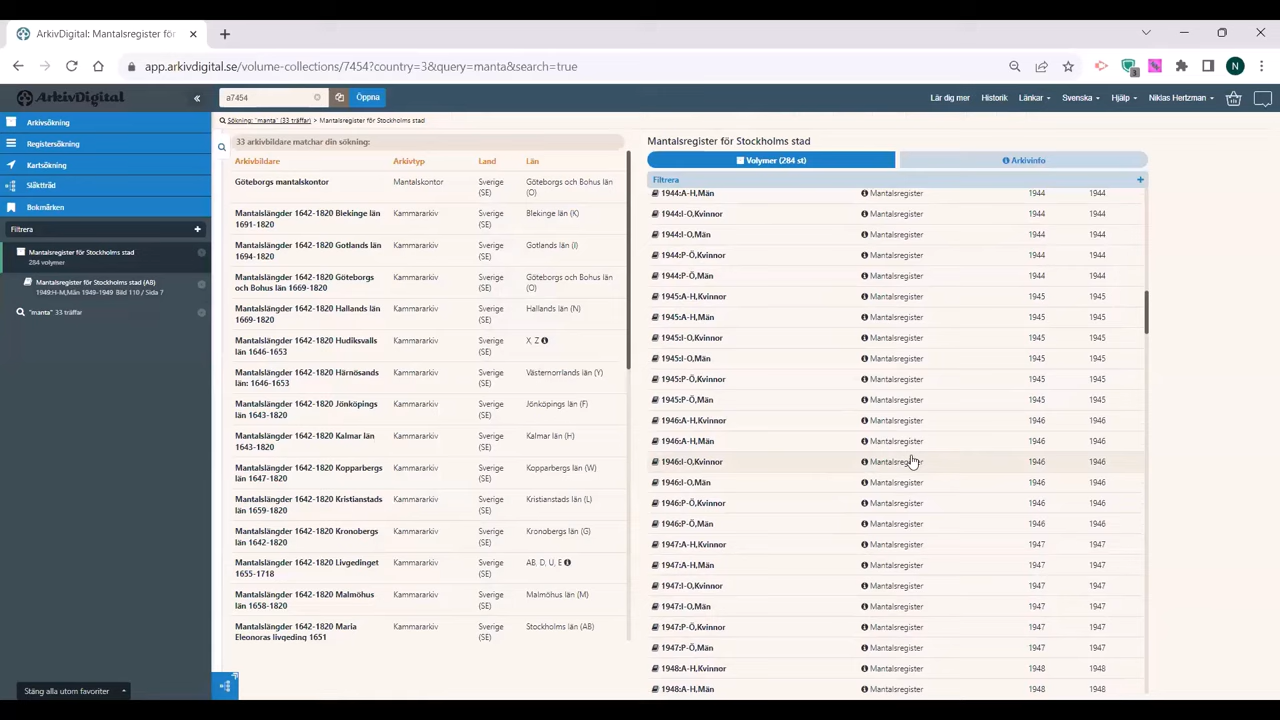 ArkivDigital: Mantalsregister för
app.arkivdigital.se/volume-collections/7454?country=3&query=manta&search=true
N
ArkivDigital
a7454
Öppna
Lär dig mer
Historik
Länkar
Svenska
Hjälp
Niklas Hertzman
Arkivsökning
Registersökning
Kartsökning
Släktträd
Bokmärken
Filtrera
Mantalsregister för Stockholms stad
284 volymer
Mantalsregister för Stockholms stad (AB)
1949:H-M,Män 1949-1949 Bild 110 / Sida 7
"manta" 33 träffar
Stäng alla utom favoriter
Sökning: "manta" (33 träffar) > Mantalsregister för Stockholms stad
33 arkivbildare matchar din sökning:
Arkivbildare Arkivtyp Land Län
Göteborgs mantalskontor Mantalskontor Sverige Göteborgs och Bohus län
(SE) (O)
Mantalslängder 1642-1820 Blekinge län Kammararkiv Sverige Blekinge län (K)
1691-1820 (SE)
Mantalslängder 1642-1820 Gotlands län Kammararkiv Sverige Gotlands län (I)
1694-1820 (SE)
Mantalslängder 1642-1820 Göteborgs Kammararkiv Sverige Göteborgs och Bohus län
och Bohus län 1669-1820 (SE) (O)
Mantalslängder 1642-1820 Hallands län Kammararkiv Sverige Hallands län (N)
1669-1820 (SE)
Mantalslängder 1642-1820 Hudiksvalls Kammararkiv Sverige X, Z
län 1646-1653 (SE)
Mantalslängder 1642-1820 Härnösands Kammararkiv Sverige Västernorrlands län (Y)
län: 1646-1653 (SE)
Mantalslängder 1642-1820 Jönköpings Kammararkiv Sverige Jönköpings län (F)
län 1643-1820 (SE)
Mantalslängder 1642-1820 Kalmar län Kammararkiv Sverige Kalmar län (H)
1643-1820 (SE)
Mantalslängder 1642-1820 Kopparbergs Kammararkiv Sverige Kopparbergs län (W)
län 1647-1820 (SE)
Mantalslängder 1642-1820 Kristianstads Kammararkiv Sverige Kristianstads län (L)
län 1659-1820 (SE)
Mantalslängder 1642-1820 Kronobergs Kammararkiv Sverige Kronobergs län (G)
län 1642-1820 (SE)
Mantalslängder 1642-1820 Livgedinget Kammararkiv Sverige AB, D, U, E
1655-1718 (SE)
Mantalslängder 1642-1820 Malmöhus Kammararkiv Sverige Malmöhus län (M)
län 1658-1820 (SE)
Mantalslängder 1642-1820 Maria Kammararkiv Sverige Stockholms län (AB)
Eleonoras livgeding 1651 (SE)
Mantalsregister för Stockholms stad
Volymer (284 st) Arkivinfo
Filtrera +
1944:A-H,Män Mantalsregister 1944 1944
1944:I-O,Kvinnor Mantalsregister 1944 1944
1944:I-O,Män Mantalsregister 1944 1944
1944:P-Ö,Kvinnor Mantalsregister 1944 1944
1944:P-Ö,Män Mantalsregister 1944 1944
1945:A-H,Kvinnor Mantalsregister 1945 1945
1945:A-H,Män Mantalsregister 1945 1945
1945:I-O,Kvinnor Mantalsregister 1945 1945
1945:I-O,Män Mantalsregister 1945 1945
1945:P-Ö,Kvinnor Mantalsregister 1945 1945
1945:P-Ö,Män Mantalsregister 1945 1945
1946:A-H,Kvinnor Mantalsregister 1946 1946
1946:A-H,Män Mantalsregister 1946 1946
1946:I-O,Kvinnor Mantalsregister 1946 1946
1946:I-O,Män Mantalsregister 1946 1946
1946:P-Ö,Kvinnor Mantalsregister 1946 1946
1946:P-Ö,Män Mantalsregister 1946 1946
1947:A-H,Kvinnor Mantalsregister 1947 1947
1947:A-H,Män Mantalsregister 1947 1947
1947:I-O,Kvinnor Mantalsregister 1947 1947
1947:I-O,Män Mantalsregister 1947 1947
1947:P-Ö,Kvinnor Mantalsregister 1947 1947
1947:P-Ö,Män Mantalsregister 1947 1947
1948:A-H,Kvinnor Mantalsregister 1948 1948
1948:A-H,Män Mantalsregister 1948 1948